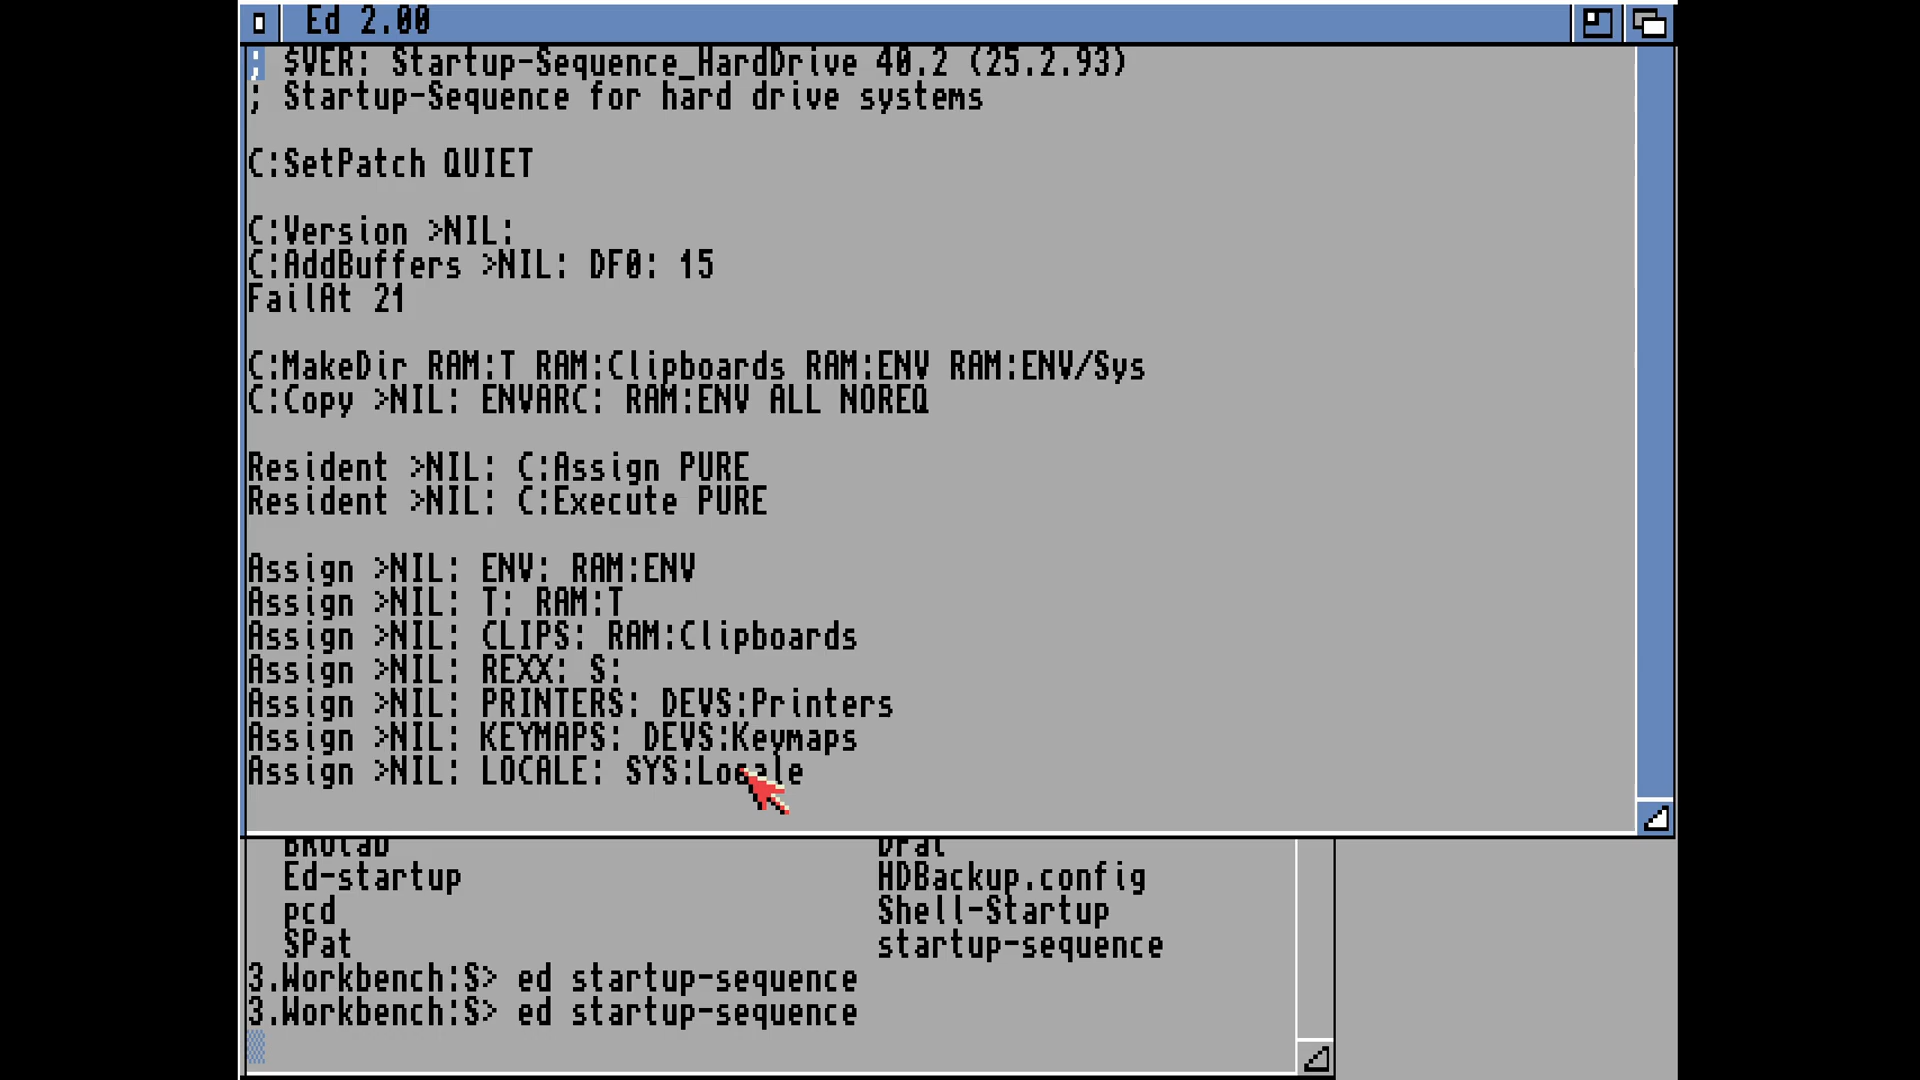 Ed 2.00
; $VER: Startup-Sequence_HardDrive 40.2 (25.2.93)
; Startup-Sequence for hard drive systems
C:SetPatch QUIET
C:Version >NIL:
C:AddBuffers >NIL: DF0: 15
FailAt 21
C:MakeDir RAM:T RAM:Clipboards RAM:ENV RAM:ENV/Sys
C:Copy >NIL: ENVARC: RAM:ENV ALL NOREQ
Resident >NIL: C:Assign PURE
Resident >NIL: C:Execute PURE
Assign >NIL: ENV: RAM:ENV
Assign >NIL: T: RAM:T
Assign >NIL: CLIPS: RAM:Clipboards
Assign >NIL: REXX: S:
Assign >NIL: PRINTERS: DEVS:Printers
Assign >NIL: KEYMAPS: DEVS:Keymaps
Assign >NIL: LOCALE: SYS:Locale
DPat
Ed-startup HDBackup.config
pcd Shell-Startup
SPat startup-sequence
3.Workbench:S> ed startup-sequence
3.Workbench:S> ed startup-sequence